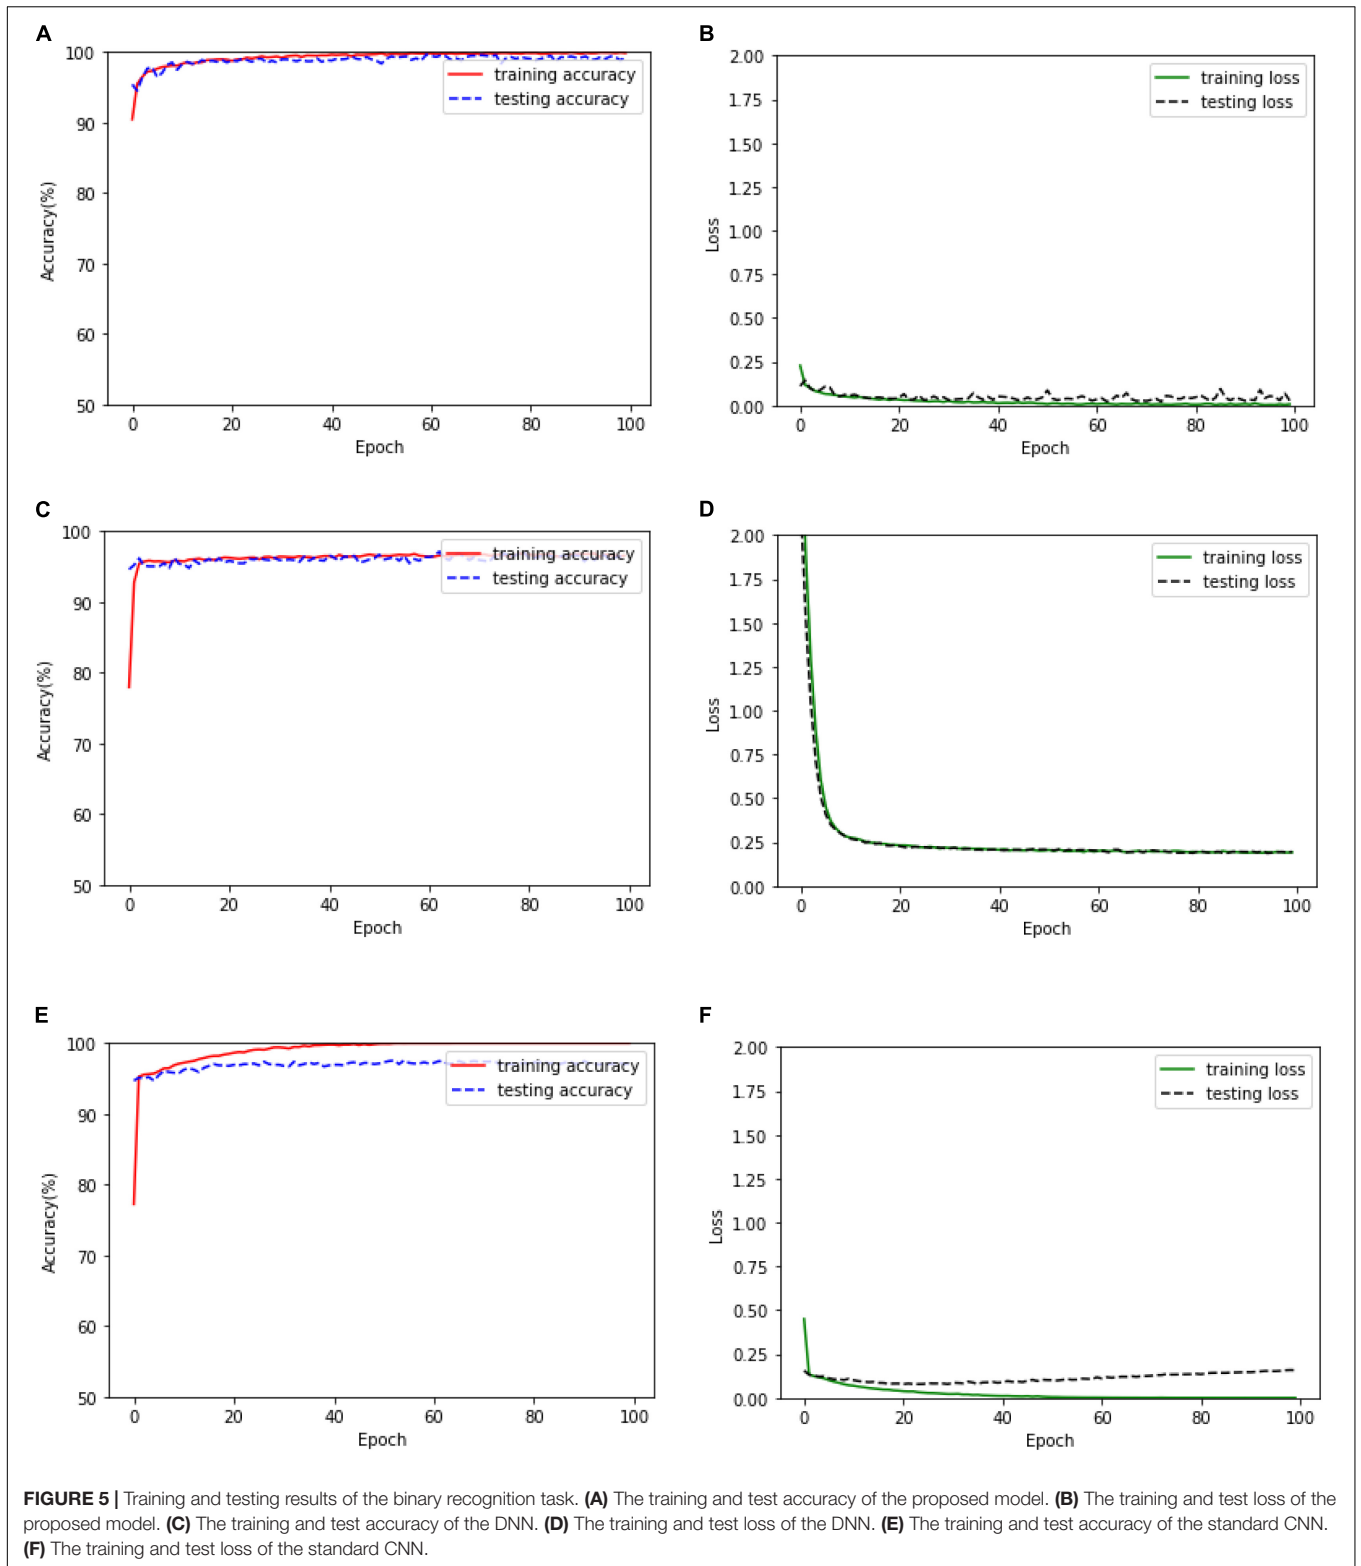 A
100
90
80
70
60
50
Accuracy(%)
0 20 40 60 80 100
Epoch
training accuracy
testing accuracy
B
2.00
1.75
1.50
1.25
1.00
0.75
0.50
0.25
0.00
Loss
0 20 40 60 80 100
Epoch
training loss
testing loss
C
100
90
80
70
60
50
Accuracy(%)
0 20 40 60 80 100
Epoch
training accuracy
testing accuracy
D
2.00
1.75
1.50
1.25
1.00
0.75
0.50
0.25
0.00
Loss
0 20 40 60 80 100
Epoch
training loss
testing loss
E
100
90
80
70
60
50
Accuracy(%)
0 20 40 60 80 100
Epoch
training accuracy
testing accuracy
F
2.00
1.75
1.50
1.25
1.00
0.75
0.50
0.25
0.00
Loss
0 20 40 60 80 100
Epoch
training loss
testing loss
FIGURE 5 | Training and testing results of the binary recognition task. (A) The training and test accuracy of the proposed model. (B) The training and test loss of the
proposed model. (C) The training and test accuracy of the DNN. (D) The training and test loss of the DNN. (E) The training and test accuracy of the standard CNN.
(F) The training and test loss of the standard CNN.